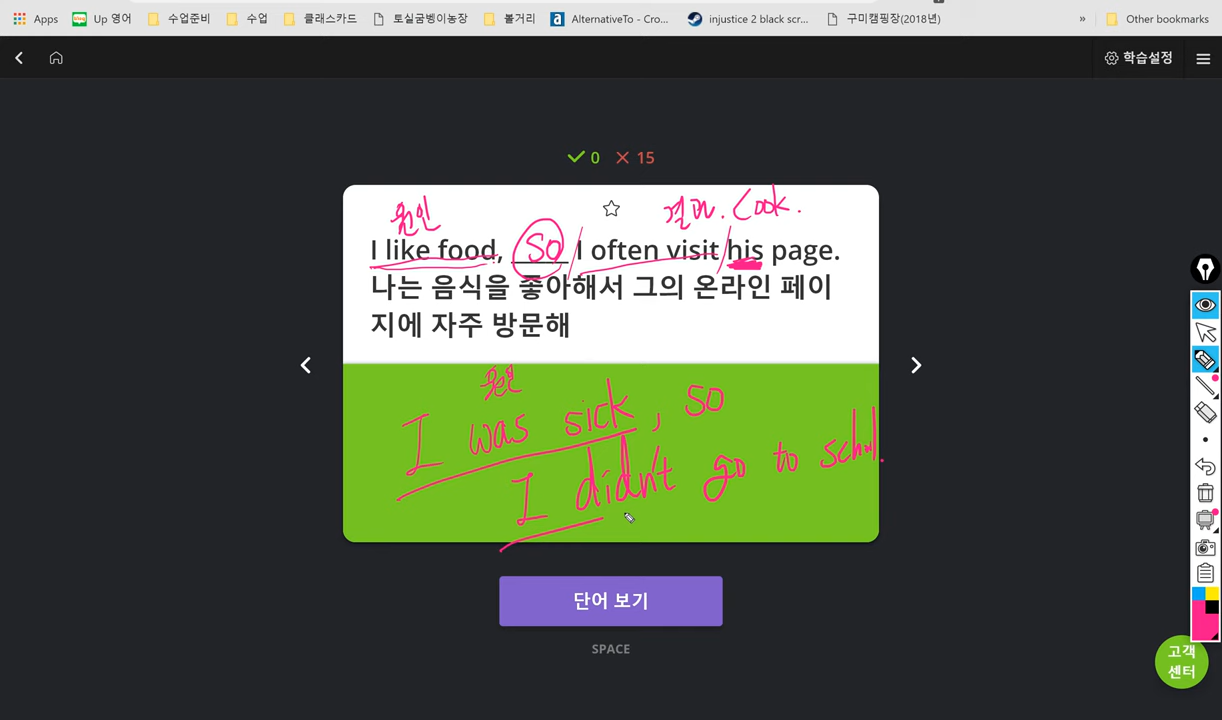 Apps Up 영어 수업준비 수업 클래스카드 토실굼벵이농장 볼거리 AlternativeTo - Cro... injustice 2 black scr... 구미캠핑장(2018년) » Other bookmarks
학습설정
0 15
원인 결과. Cook.
I like food, so I often visit his page.
나는 음식을 좋아해서 그의 온라인 페이
지에 자주 방문해
원인
I was sick, so
I didn't go to school.
단어 보기
SPACE
고객
센터